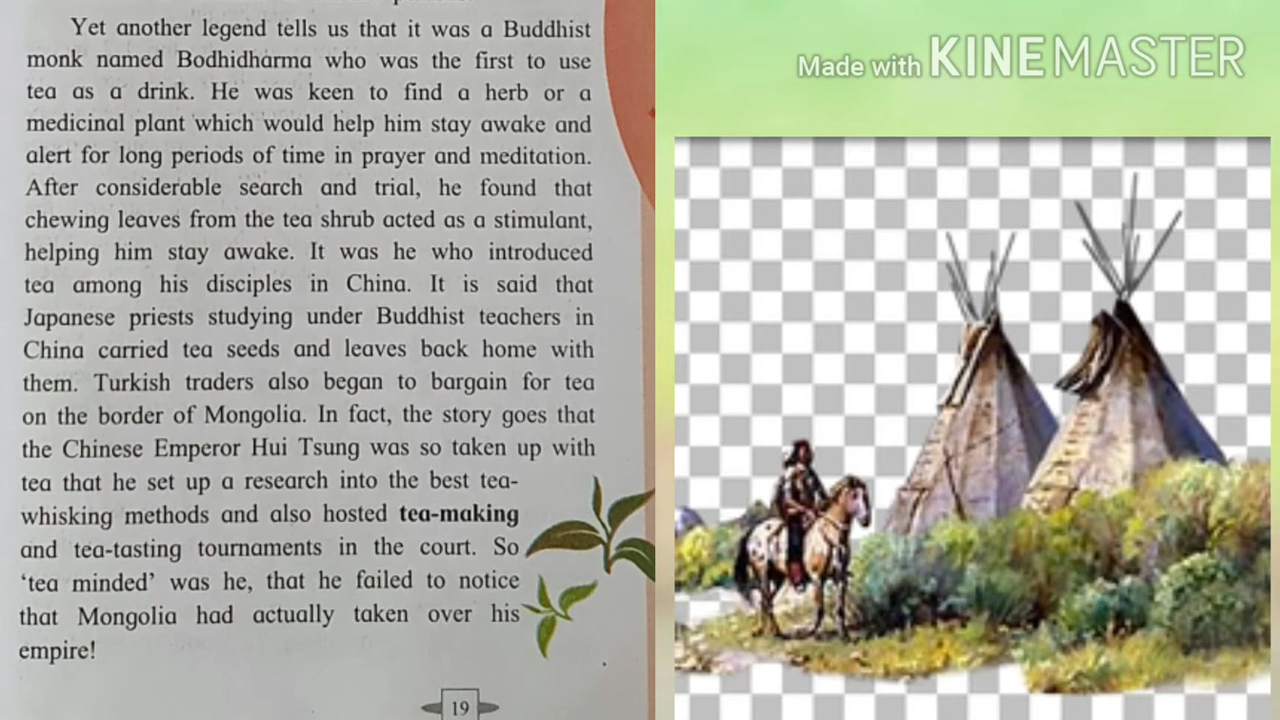 Yet another legend tells us that it was a Buddhist
monk named Bodhidharma who was the first to use
tea as a drink. He was keen to find a herb or a
medicinal plant which would help him stay awake and
alert for long periods of time in prayer and meditation.
After considerable search and trial, he found that
chewing leaves from the tea shrub acted as a stimulant,
helping him stay awake. It was he who introduced
tea among his disciples in China. It is said that
Japanese priests studying under Buddhist teachers in
China carried tea seeds and leaves back home with
them. Turkish traders also began to bargain for tea
on the border of Mongolia. In fact, the story goes that
the Chinese Emperor Hui Tsung was so taken up with
tea that he set up a research into the best tea-
whisking methods and also hosted tea-making
and tea-tasting tournaments in the court. So
‘tea minded’ was he, that he failed to notice
that Mongolia had actually taken over his
empire!
19
Made with KINEMASTER